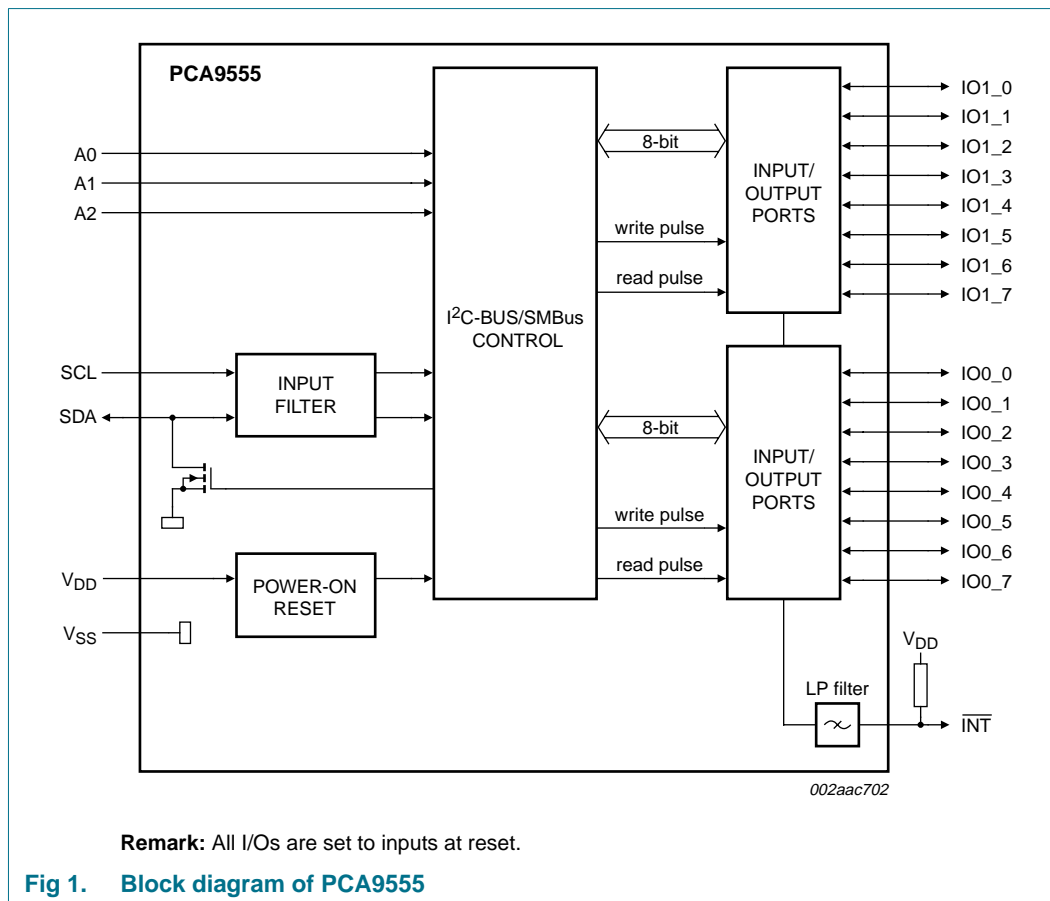 PCA9555
A0
A1
A2
SCL
SDA
VDD
VSS
INPUT
FILTER
POWER-ON
RESET
I2C-BUS/SMBus
CONTROL
8-bit
write pulse
read pulse
INPUT/
OUTPUT
PORTS
IO1_0
IO1_1
IO1_2
IO1_3
IO1_4
IO1_5
IO1_6
IO1_7
8-bit
write pulse
read pulse
INPUT/
OUTPUT
PORTS
IO0_0
IO0_1
IO0_2
IO0_3
IO0_4
IO0_5
IO0_6
IO0_7
VDD
LP filter
INT
002aac702
Remark: All I/Os are set to inputs at reset.
Fig 1. Block diagram of PCA9555